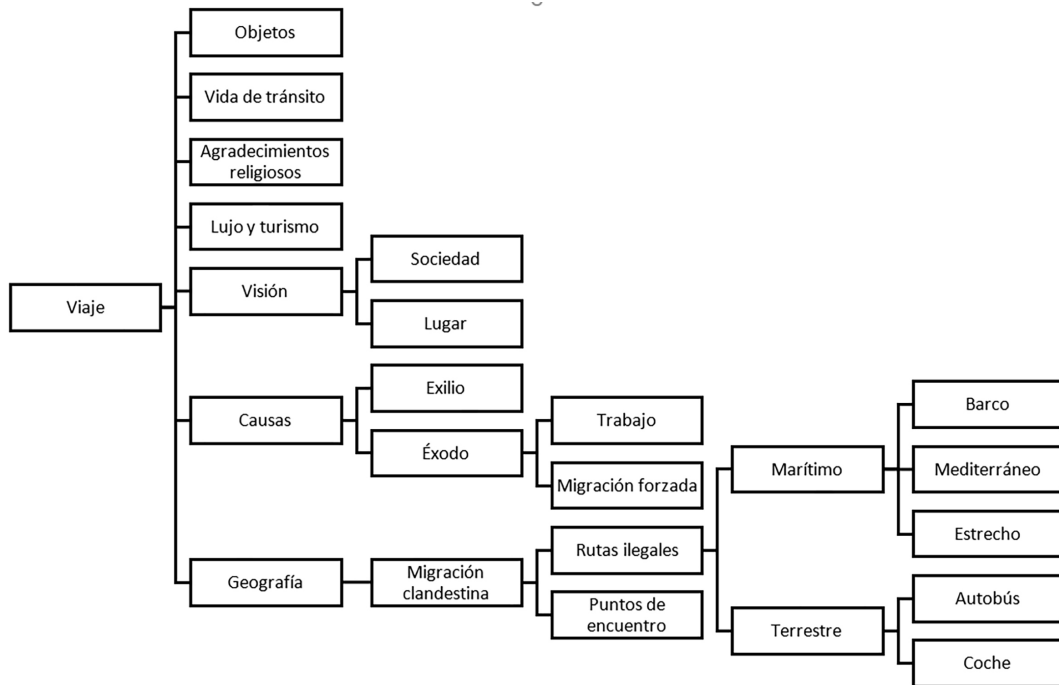 Objetos
Vida de tránsito
Agradecimientos
religiosos
Lujo y turismo
Sociedad
Visión
Viaje
Lugar
Exilio
Barco
Trabajo
Causas
Éxodo
Marítimo
Mediterráneo
Migración forzada
Estrecho
Rutas ilegales
Geografía
Migración
clandestina
Autobús
Puntos de
encuentro
Terrestre
Coche